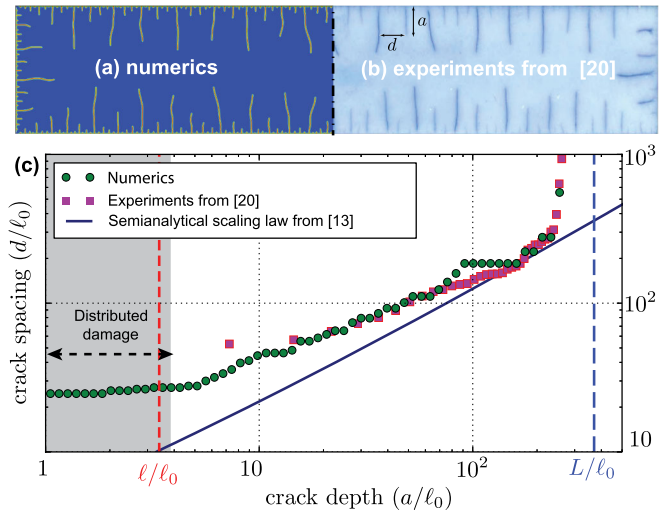 a
d
(a) numerics
(b) experiments from [20]
(c)
Numerics
Experiments from [20]
Semianalytical scaling law from [13]
Distributed
damage
crack spacing (d/ℓ₀)
10³
10²
10
1
ℓ/ℓ₀
10
10²
L/ℓ₀
crack depth (a/ℓ₀)